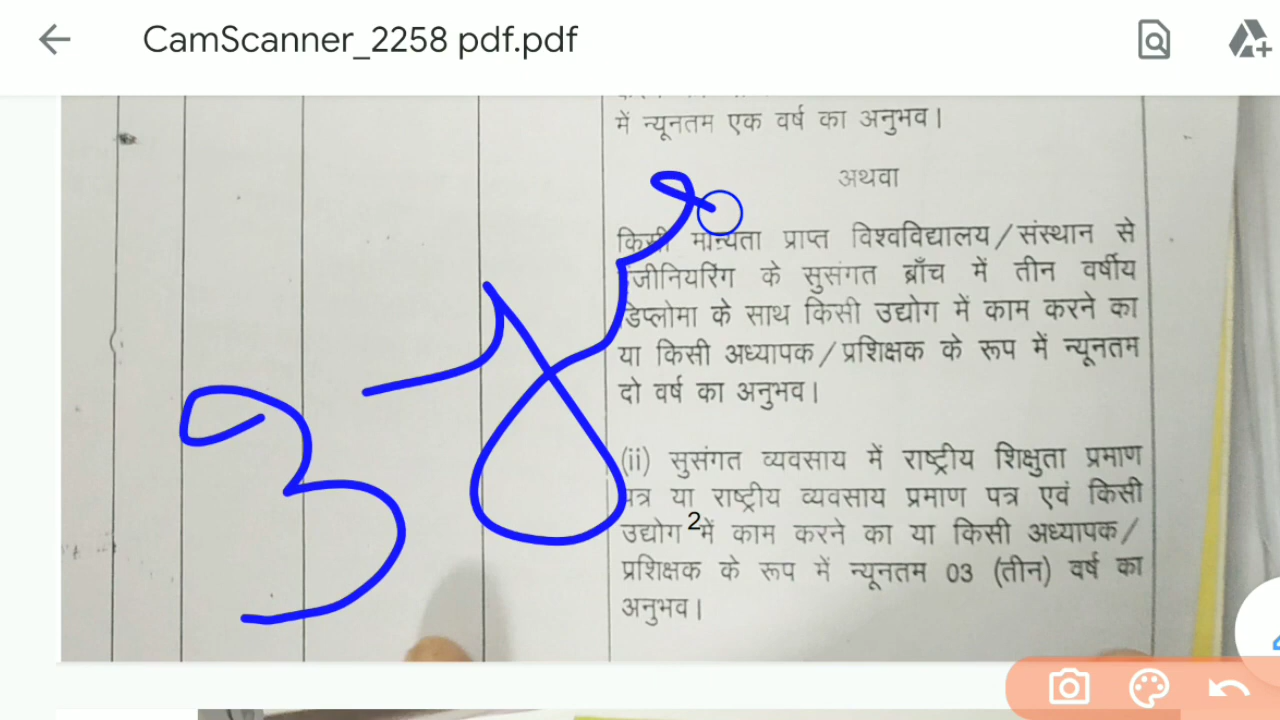 CamScanner_2258 pdf.pdf
में न्यूनतम एक वर्ष का अनुभव।
अथवा
किसी मान्यता प्राप्त विश्वविद्यालय/संस्थान से
इंजीनियरिंग के सुसंगत ब्राँच में तीन वर्षीय
डिप्लोमा के साथ किसी उद्योग में काम करने का
या किसी अध्यापक/प्रशिक्षक के रूप में न्यूनतम
दो वर्ष का अनुभव।
(ii) सुसंगत व्यवसाय में राष्ट्रीय शिक्षुता प्रमाण
पत्र या राष्ट्रीय व्यवसाय प्रमाण पत्र एवं किसी
उद्योग 2 में काम करने का या किसी अध्यापक/
प्रशिक्षक के रूप में न्यूनतम 03 (तीन) वर्ष का
अनुभव।
3